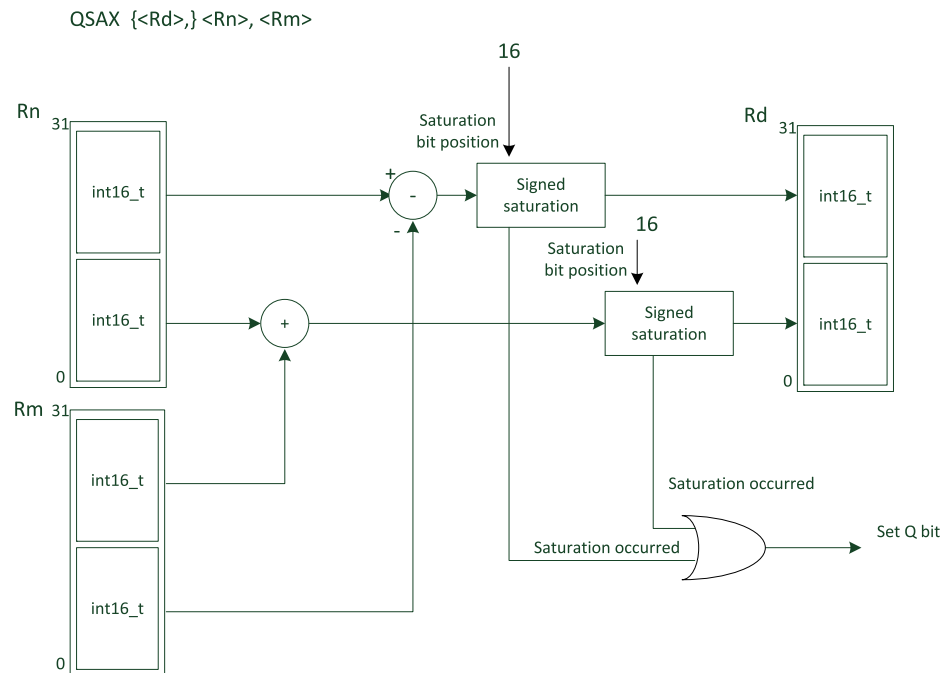 QSAX {<Rd>,} <Rn>, <Rm>
16
Rn
31
Saturation
bit position
Rd
31
+
int16_t
-
Signed
saturation
int16_t
-
16
Saturation
bit position
int16_t
+
Signed
saturation
int16_t
0
0
Rm
31
int16_t
Saturation occurred
Set Q bit
Saturation occurred
int16_t
0